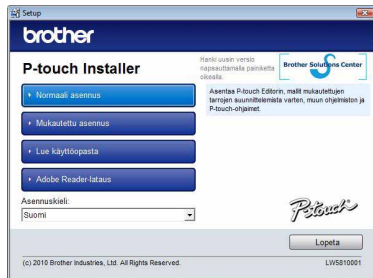 Setup
brother
P-touch Installer
Hanki uusin versio
napsauttamalla painiketta
oikealla.
Brother Solutions Center
Normaali asennus
Asentaa P-touch Editorin, mallit mukautettujen
tarrojen suunnittelemista varten, muun ohjelmiston ja
P-touch-ohjaimet.
Mukautettu asennus
Lue käyttöopasta
Adobe Reader-lataus
Asennuskieli:
Suomi
P-touch
Lopeta
(c) 2010 Brother Industries, Ltd. All Rights Reserved.
LW5810001